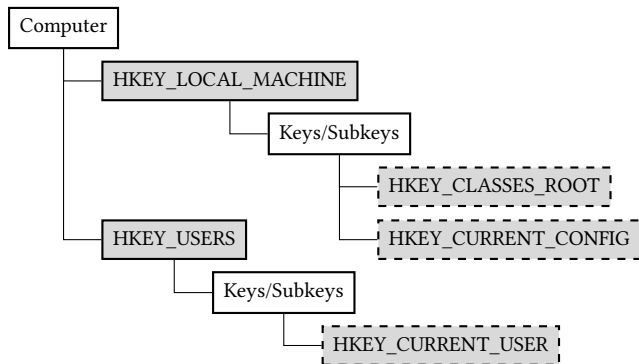 Computer
HKEY_LOCAL_MACHINE
Keys/Subkeys
HKEY_CLASSES_ROOT
HKEY_CURRENT_CONFIG
HKEY_USERS
Keys/Subkeys
HKEY_CURRENT_USER